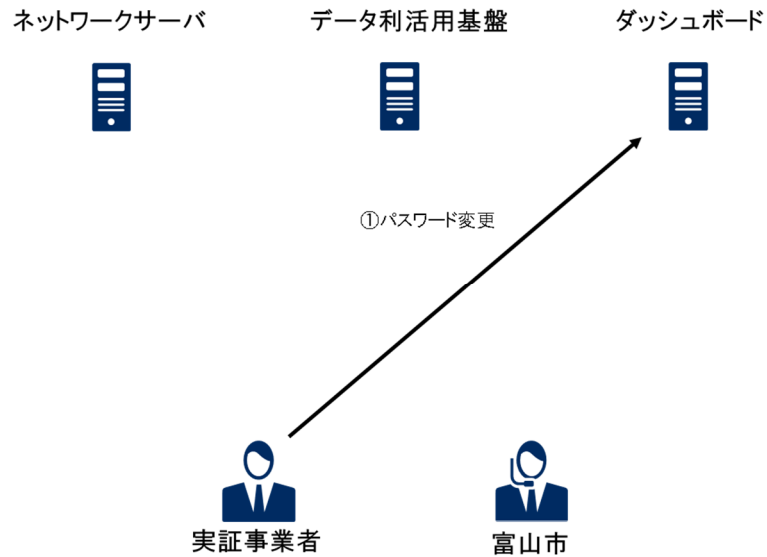 ネットワークサーバ
データ利活用基盤
ダッシュボード
①パスワード変更
実証事業者
富山市